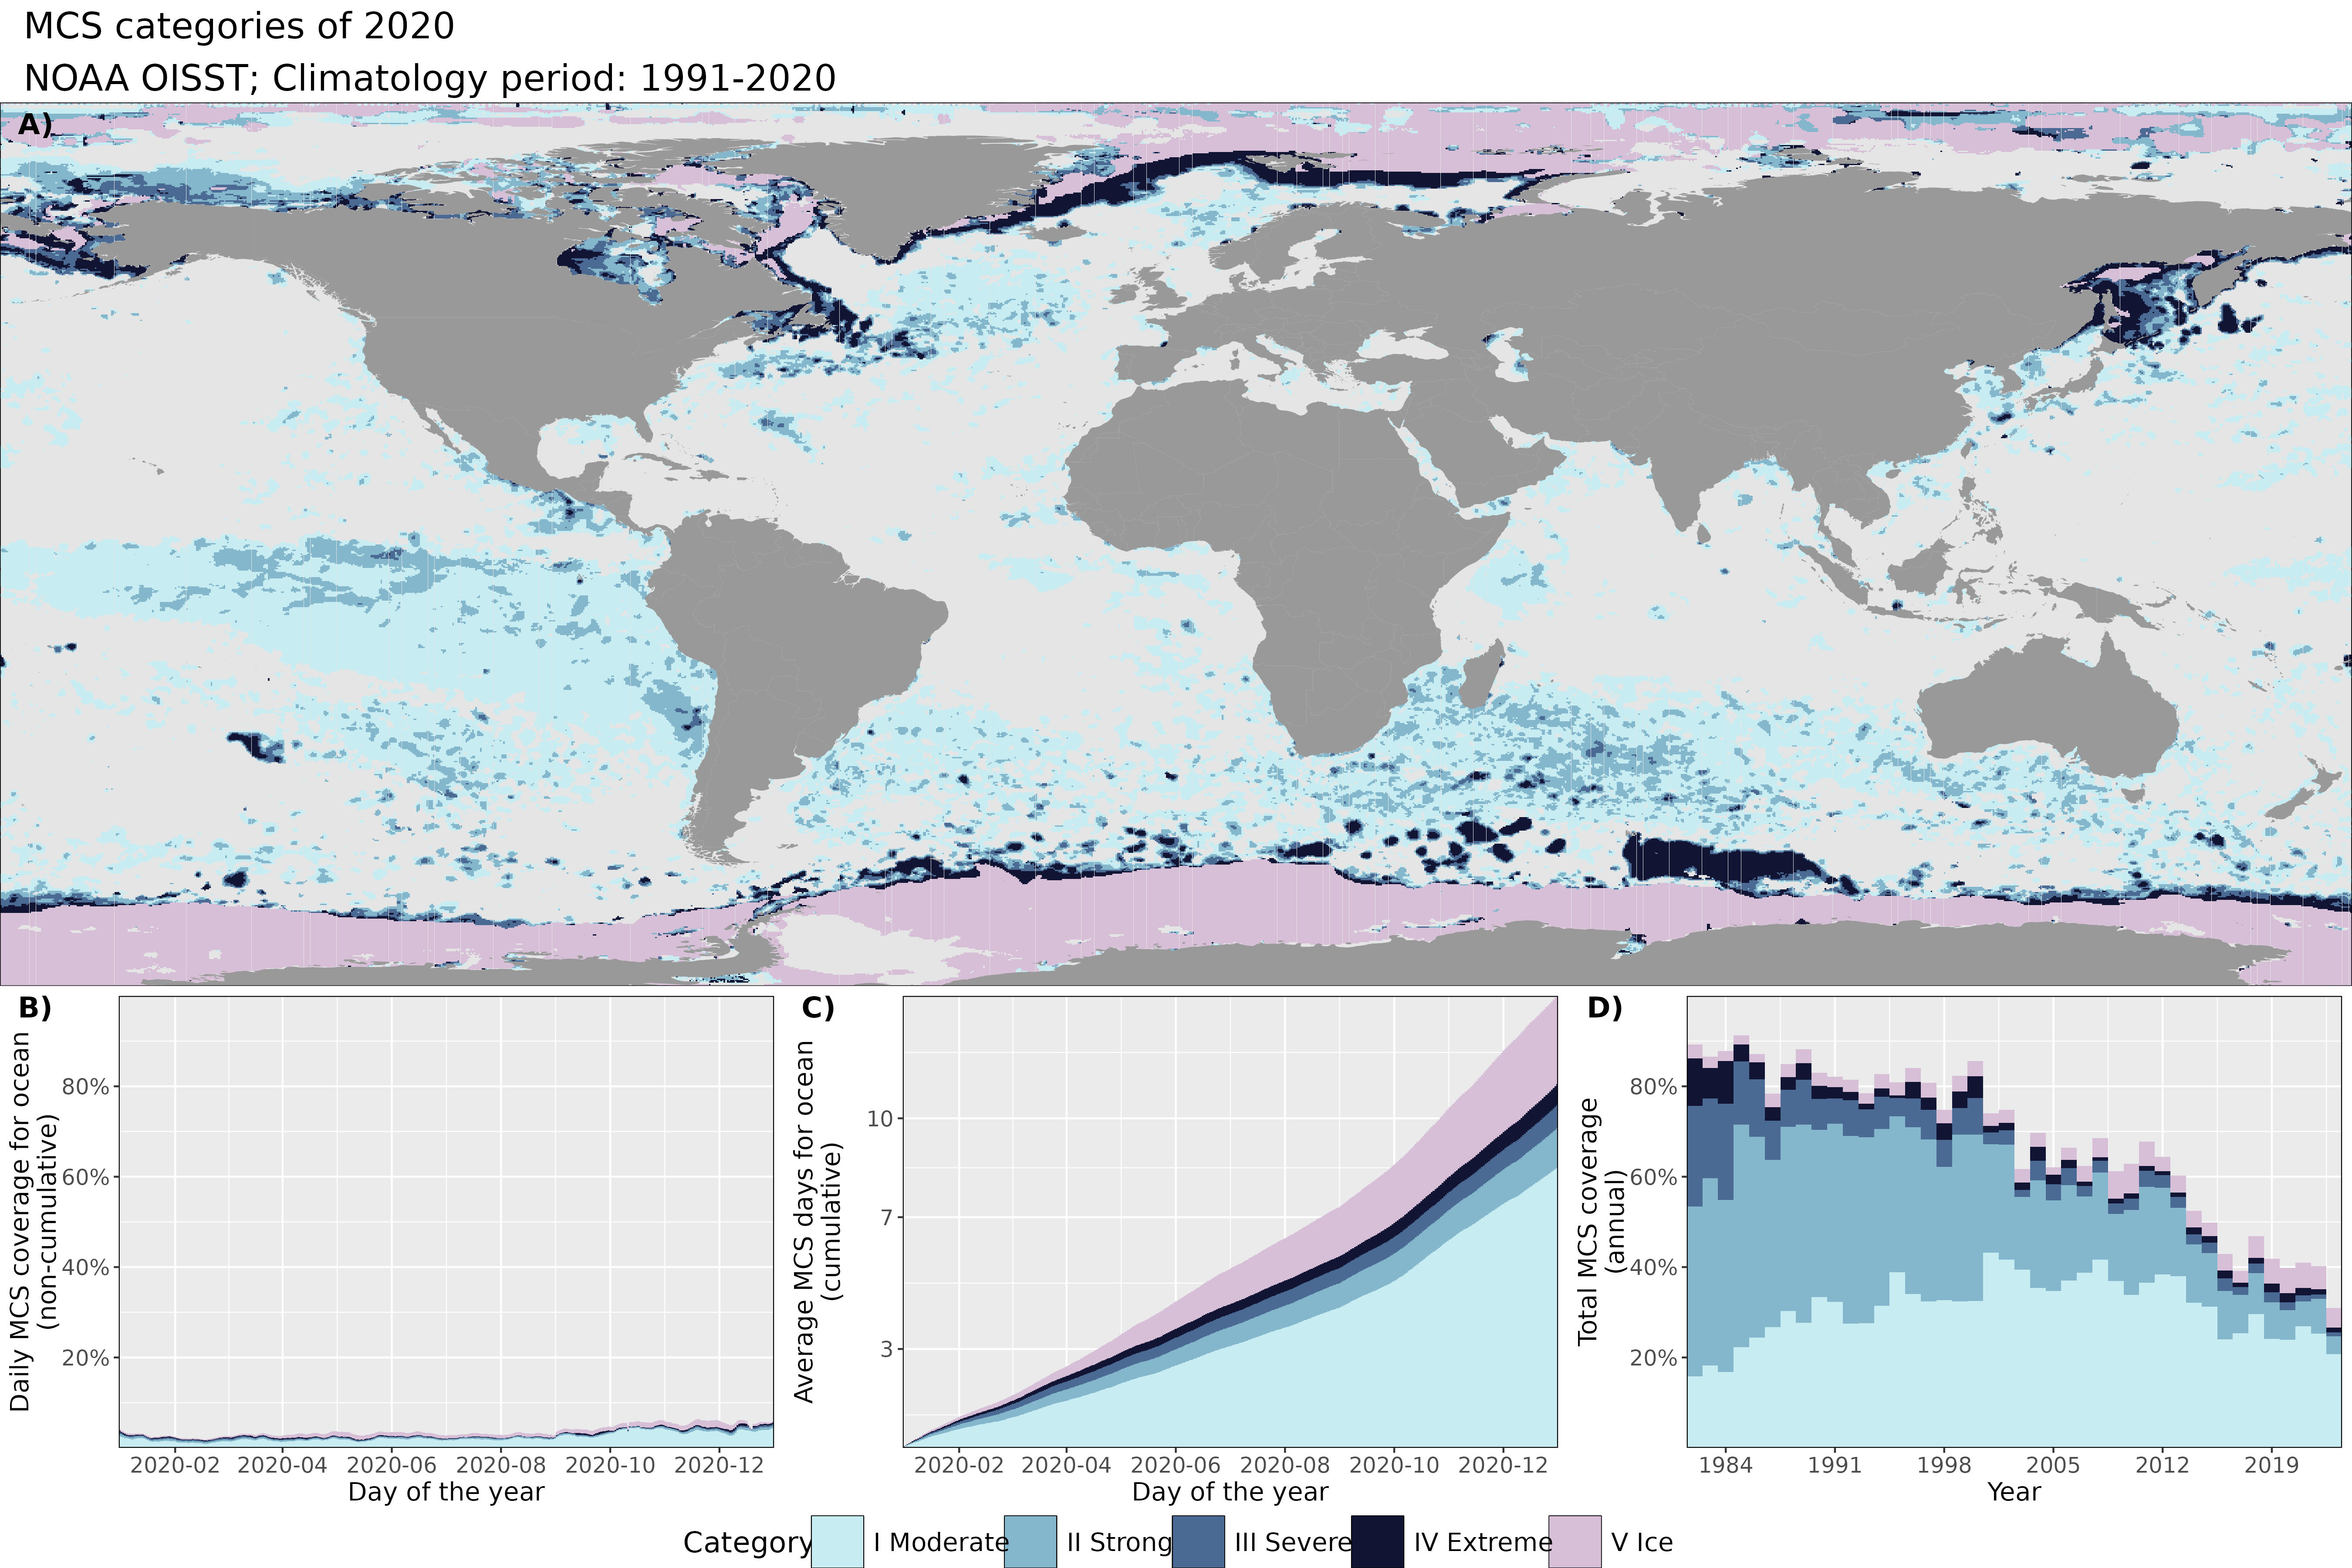 MCS categories of 2020
NOAA OISST; Climatology period: 1991-2020
A)
B)
Daily MCS coverage for ocean
(non-cumulative)
80%
60%
40%
20%
2020-02 2020-04 2020-06 2020-08 2020-10 2020-12
Day of the year
C)
Average MCS days for ocean
(cumulative)
10
7
3
2020-02 2020-04 2020-06 2020-08 2020-10 2020-12
Day of the year
D)
Total MCS coverage
(annual)
80%
60%
40%
20%
1984 1991 1998 2005 2012 2019
Year
Category I Moderate II Strong III Severe IV Extreme V Ice